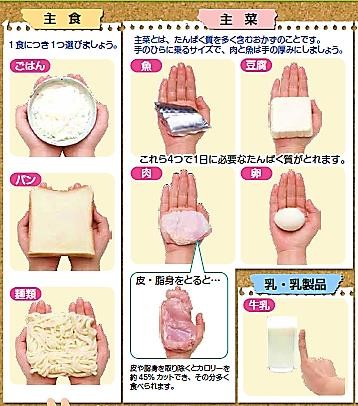 主食
1食につき1つ選びましょう。
ごはん
パン
麺類
主菜
主菜とは、たんぱく質を多く含むおかずのことです。
手のひらに乗るサイズで、肉と魚は手の厚みにしましょう。
魚
豆腐
これら4つで1日に必要なたんぱく質がとれます。
肉
卵
皮・脂身をとると…
皮や脂身を取り除くとカロリーを
約45%カットでき、その分多く
食べられます。
乳・乳製品
牛乳